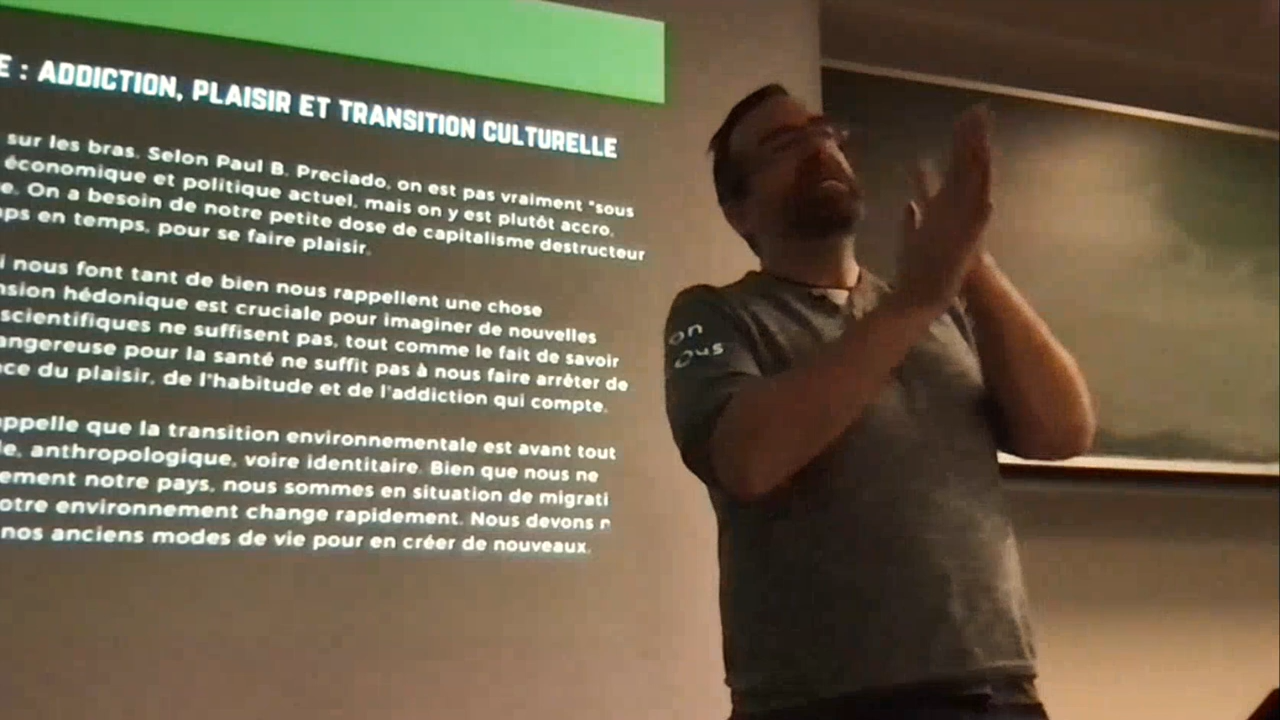 E : ADDICTION, PLAISIR ET TRANSITION CULTURELLE
sur les bras. Selon Paul B. Preciado, on est pas vraiment "sous
économique et politique actuel, mais on y est plutôt accro.
e. On a besoin de notre petite dose de capitalisme destructeur
ps en temps, pour se faire plaisir.
i nous font tant de bien nous rappellent une chose
nsion hédonique est cruciale pour imaginer de nouvelles
scientifiques ne suffisent pas, tout comme le fait de savoir
angereuse pour la santé ne suffit pas à nous faire arrêter de
ce du plaisir, de l'habitude et de l'addiction qui compte.
appelle que la transition environnementale est avant tout
le, anthropologique, voire identitaire. Bien que nous ne
ement notre pays, nous sommes en situation de migrati
otre environnement change rapidement. Nous devons r
nos anciens modes de vie pour en créer de nouveaux.
on
ous